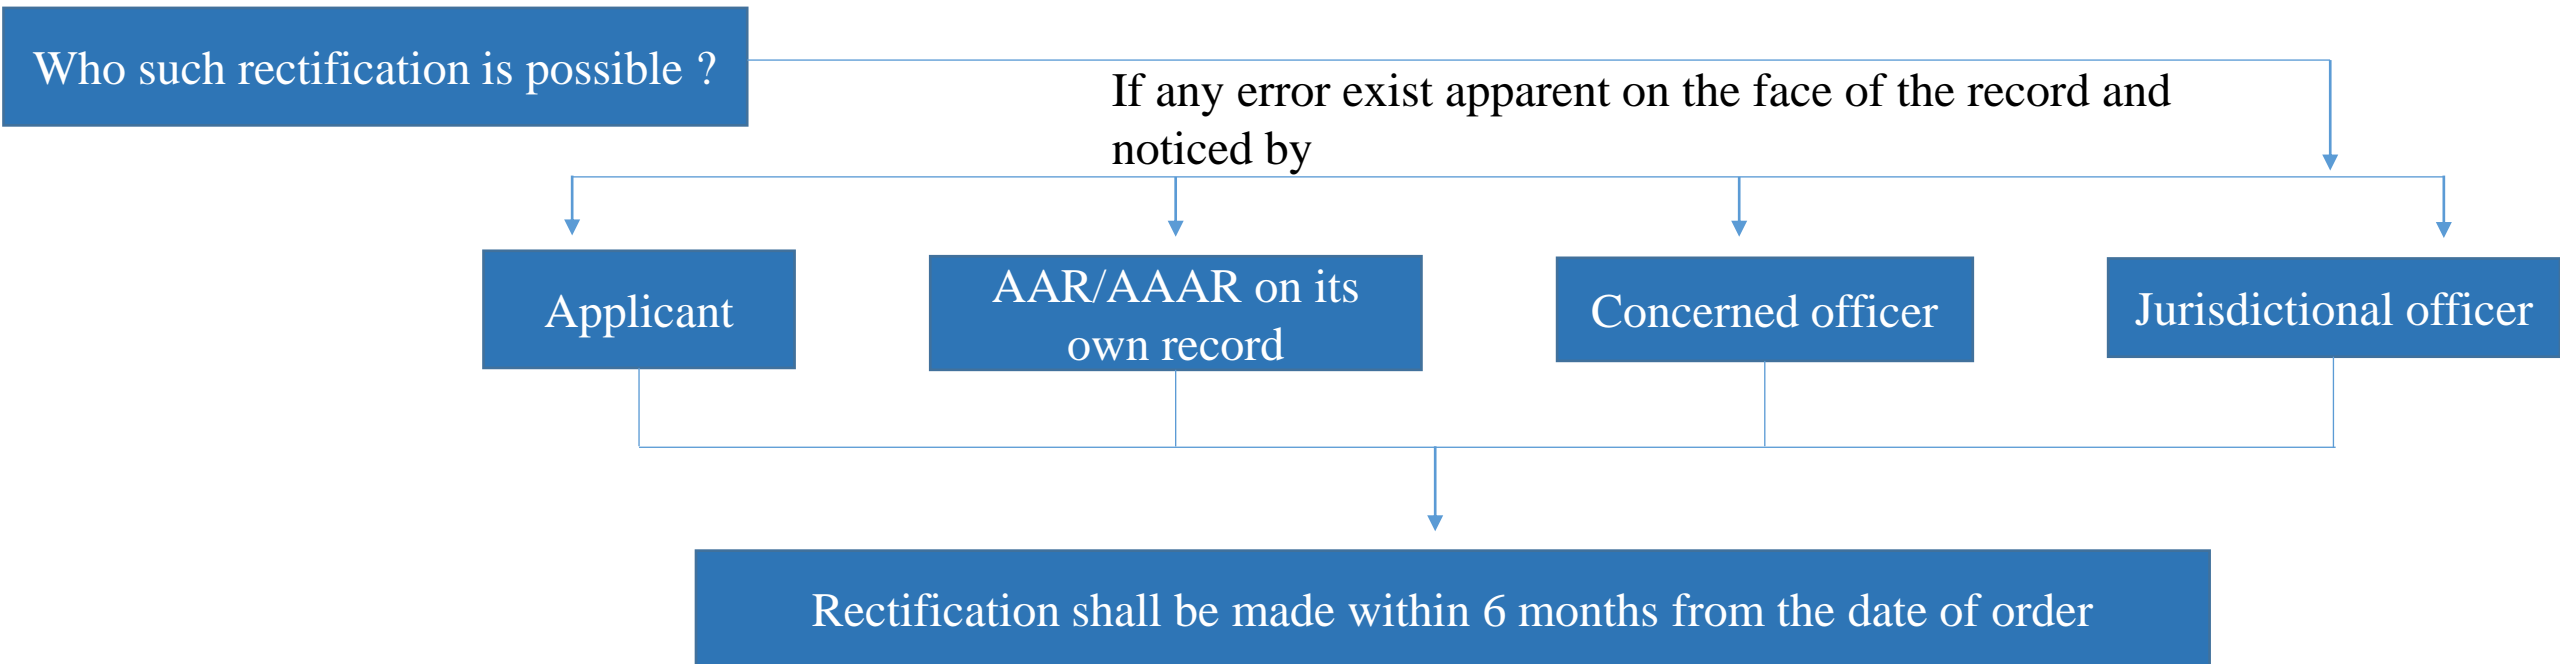 Who such rectification is possible ?
If any error exist apparent on the face of the record and
noticed by
Applicant
AAR/AAAR on its
own record
Concerned officer
Jurisdictional officer
Rectification shall be made within 6 months from the date of order